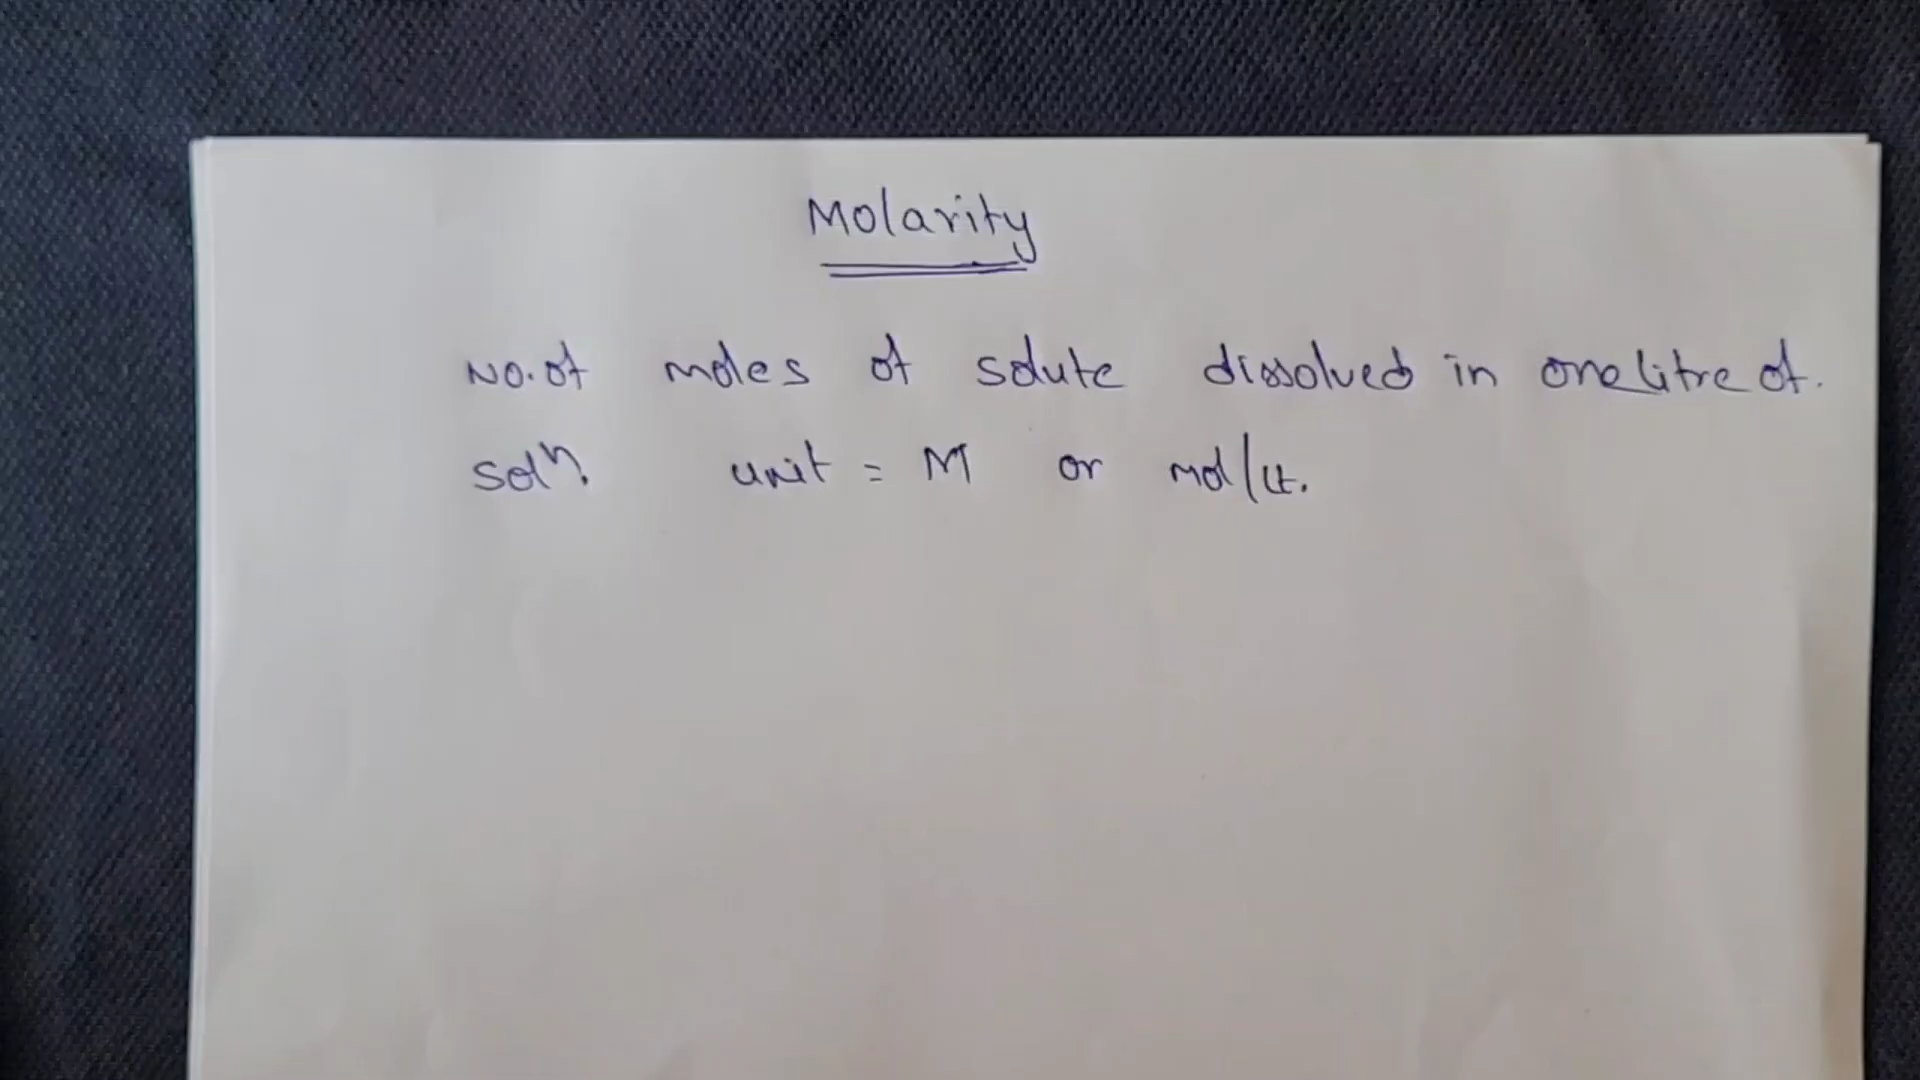 Molarity
No. of moles of solute dissolved in one litre of.
solⁿ. unit = M or mol/lt.